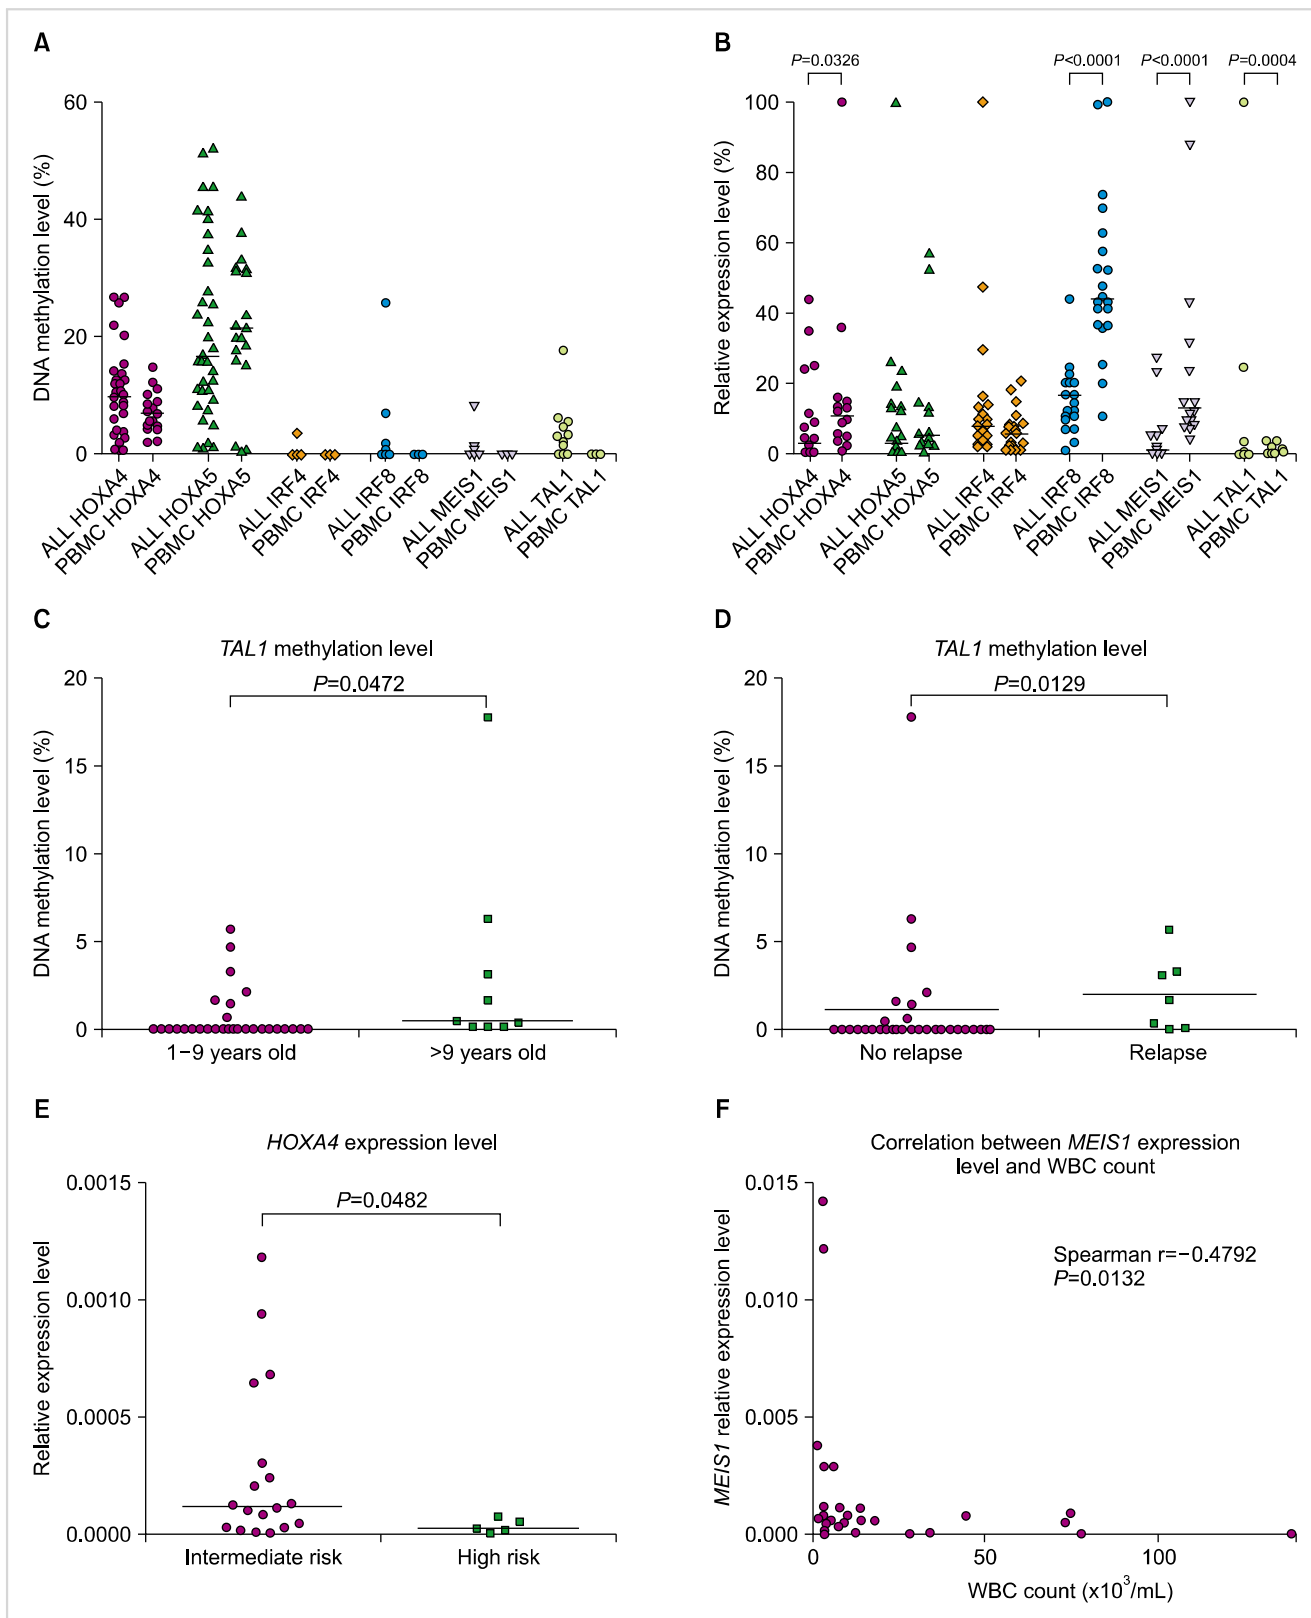 A
DNA methylation level (%)
60
40
20
0
ALL HOXA4
PBMC HOXA4
ALL HOXA5
PBMC HOXA5
ALL IRF4
PBMC IRF4
ALL IRF8
PBMC IRF8
ALL MEIS1
PBMC MEIS1
ALL TAL1
PBMC TAL1
B
P=0.0326
P<0.0001
P<0.0001
P=0.0004
Relative expression level (%)
100
80
60
40
20
0
ALL HOXA4
PBMC HOXA4
ALL HOXA5
PBMC HOXA5
ALL IRF4
PBMC IRF4
ALL IRF8
PBMC IRF8
ALL MEIS1
PBMC MEIS1
ALL TAL1
PBMC TAL1
C
TAL1 methylation level
P=0.0472
DNA methylation level (%)
20
15
10
5
0
1−9 years old
>9 years old
D
TAL1 methylation level
P=0.0129
DNA methylation level (%)
20
15
10
5
0
No relapse
Relapse
E
HOXA4 expression level
P=0.0482
Relative expression level
0.0015
0.0010
0.0005
0.0000
Intermediate risk
High risk
F
Correlation between MEIS1 expression
level and WBC count
Spearman r=−0.4792
P=0.0132
MEIS1 relative expression level
0.015
0.010
0.005
0.000
0
50
100
WBC count (x10³/mL)